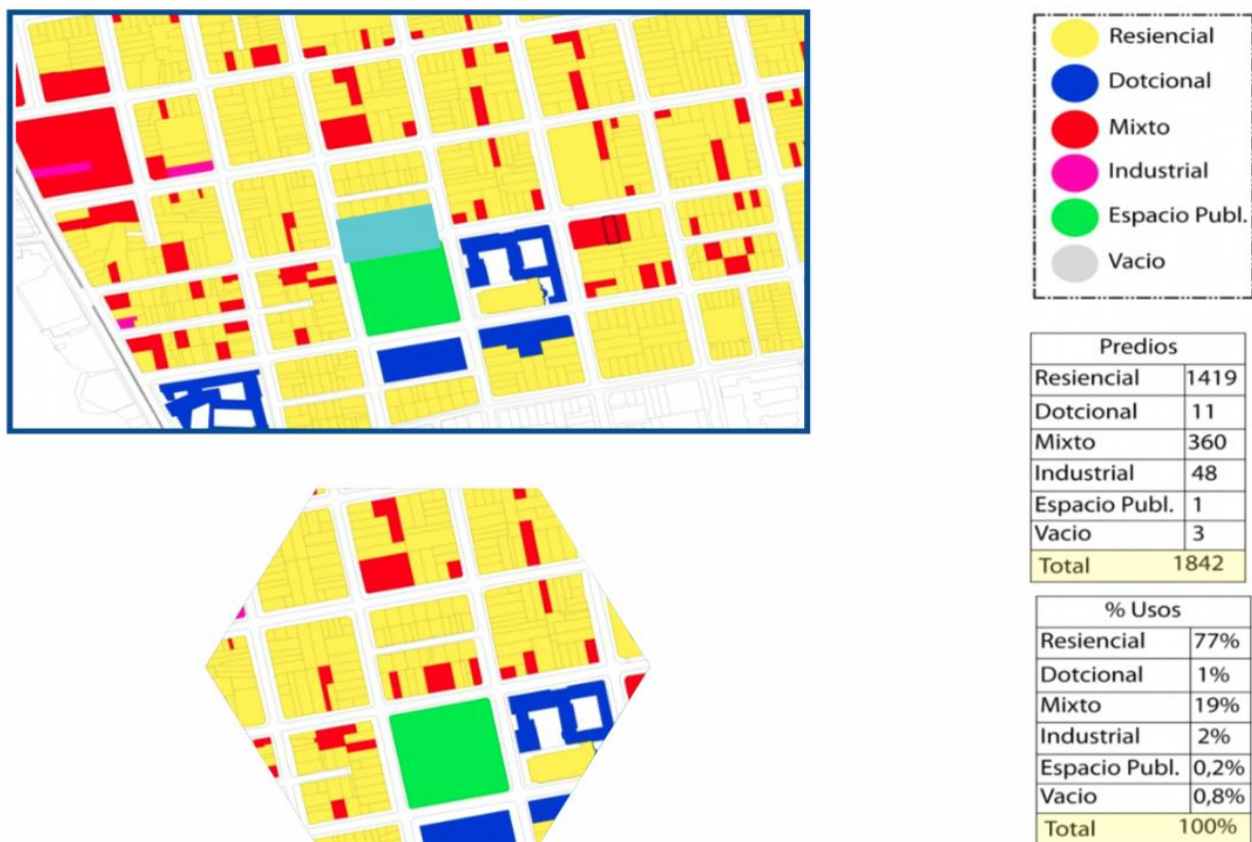 Resiencial
Dotcional
Mixto
Industrial
Espacio Publ.
Vacio
Predios
Resiencial 1419
Dotcional 11
Mixto 360
Industrial 48
Espacio Publ. 1
Vacio 3
Total 1842
% Usos
Resiencial 77%
Dotcional 1%
Mixto 19%
Industrial 2%
Espacio Publ. 0,2%
Vacio 0,8%
Total 100%